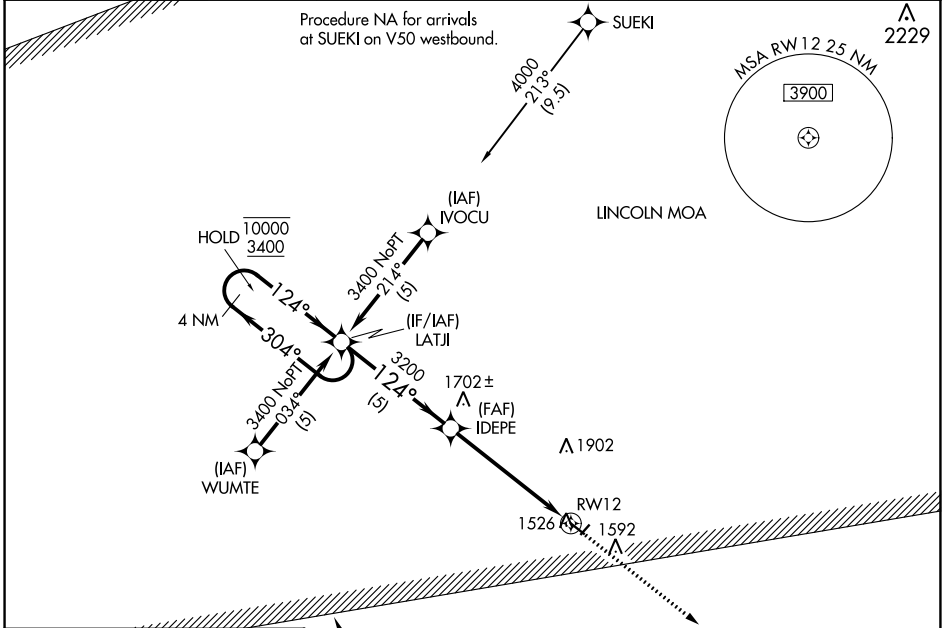 Procedure NA for arrivals
at SUEKI on V50 westbound.
SUEKI
2229
4000
213°
(9.5)
MSA RW12 25 NM
3900
(IAF)
IVOCU
LINCOLN MOA
HOLD
10000
3400
3400 NoPT
214°
(5)
124°
4 NM
304°
(IF/IAF)
LATJI
3200
124°
(5)
1702 ±
(FAF)
IDEPE
3400 NoPT
034°
(5)
1902
(IAF)
WUMTE
RW12
1526
1592